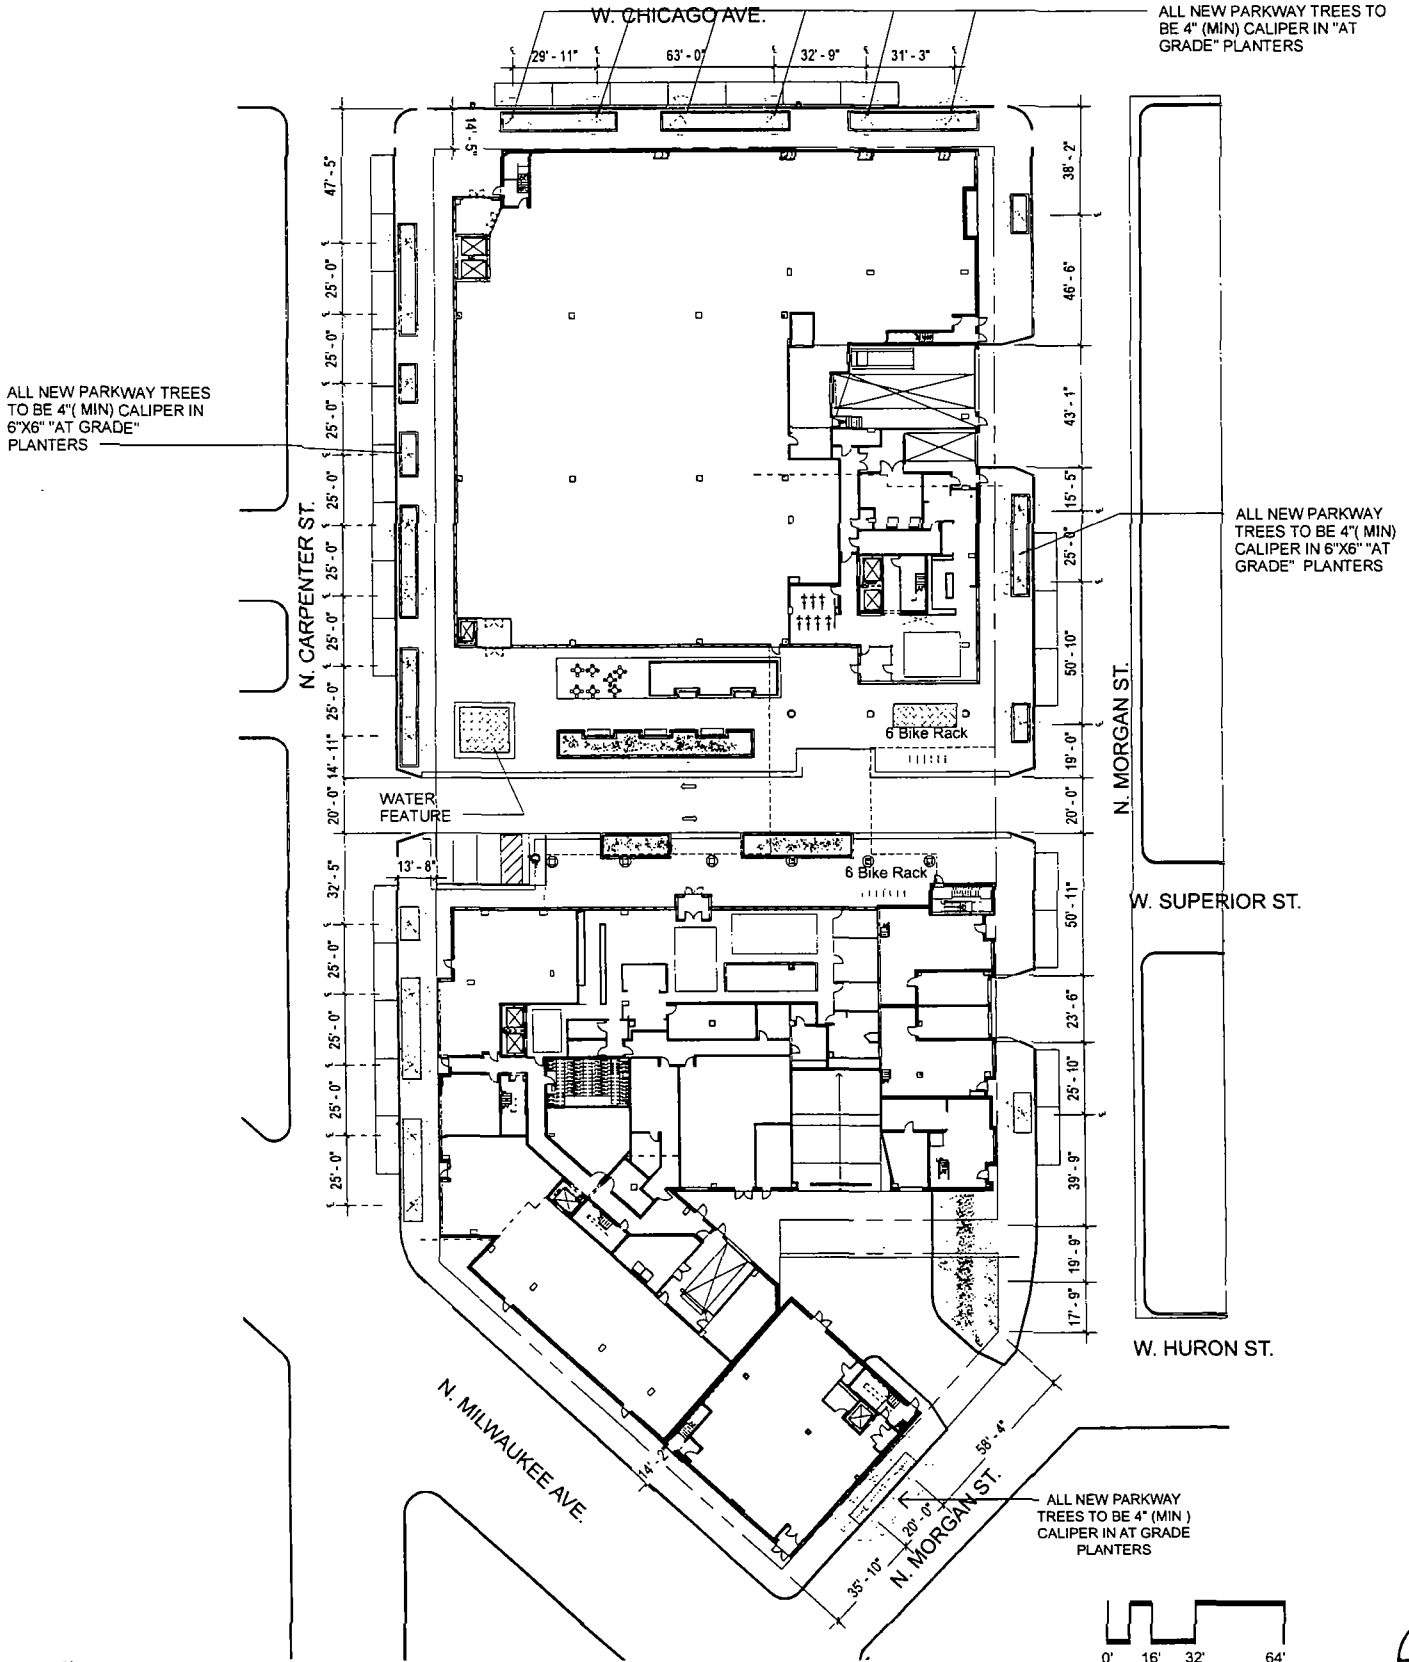 W. CHICAGO AVE.
ALL NEW PARKWAY TREES TO
BE 4" (MIN) CALIPER IN "AT
GRADE" PLANTERS
29' - 11"
63' - 0"
32' - 9"
31' - 3"
14' - 5"
47' - 5"
25' - 0"
25' - 0"
25' - 0"
25' - 0"
25' - 0"
25' - 0"
25' - 0"
14' - 11"
20' - 0"
32' - 5"
25' - 0"
25' - 0"
25' - 0"
25' - 0"
ALL NEW PARKWAY TREES
TO BE 4"( MIN) CALIPER IN
6"X6" "AT GRADE"
PLANTERS
N. CARPENTER ST.
38' - 2"
46' - 6"
43' - 1"
15' - 5"
25' - 0"
50' - 10"
19' - 0"
20' - 0"
50' - 11"
23' - 6"
25' - 10"
39' - 9"
19' - 9"
17' - 9"
ALL NEW PARKWAY
TREES TO BE 4"( MIN)
CALIPER IN 6"X6" "AT
GRADE" PLANTERS
N. MORGAN ST.
6 Bike Rack
WATER
FEATURE
13' - 8"
6 Bike Rack
W. SUPERIOR ST.
W. HURON ST.
N. MILWAUKEE AVE.
14' - 2"
58' - 4"
20' - 0"
35' - 10"
N. MORGAN ST.
ALL NEW PARKWAY
TREES TO BE 4" (MIN )
CALIPER IN AT GRADE
PLANTERS
0' 16' 32' 64'